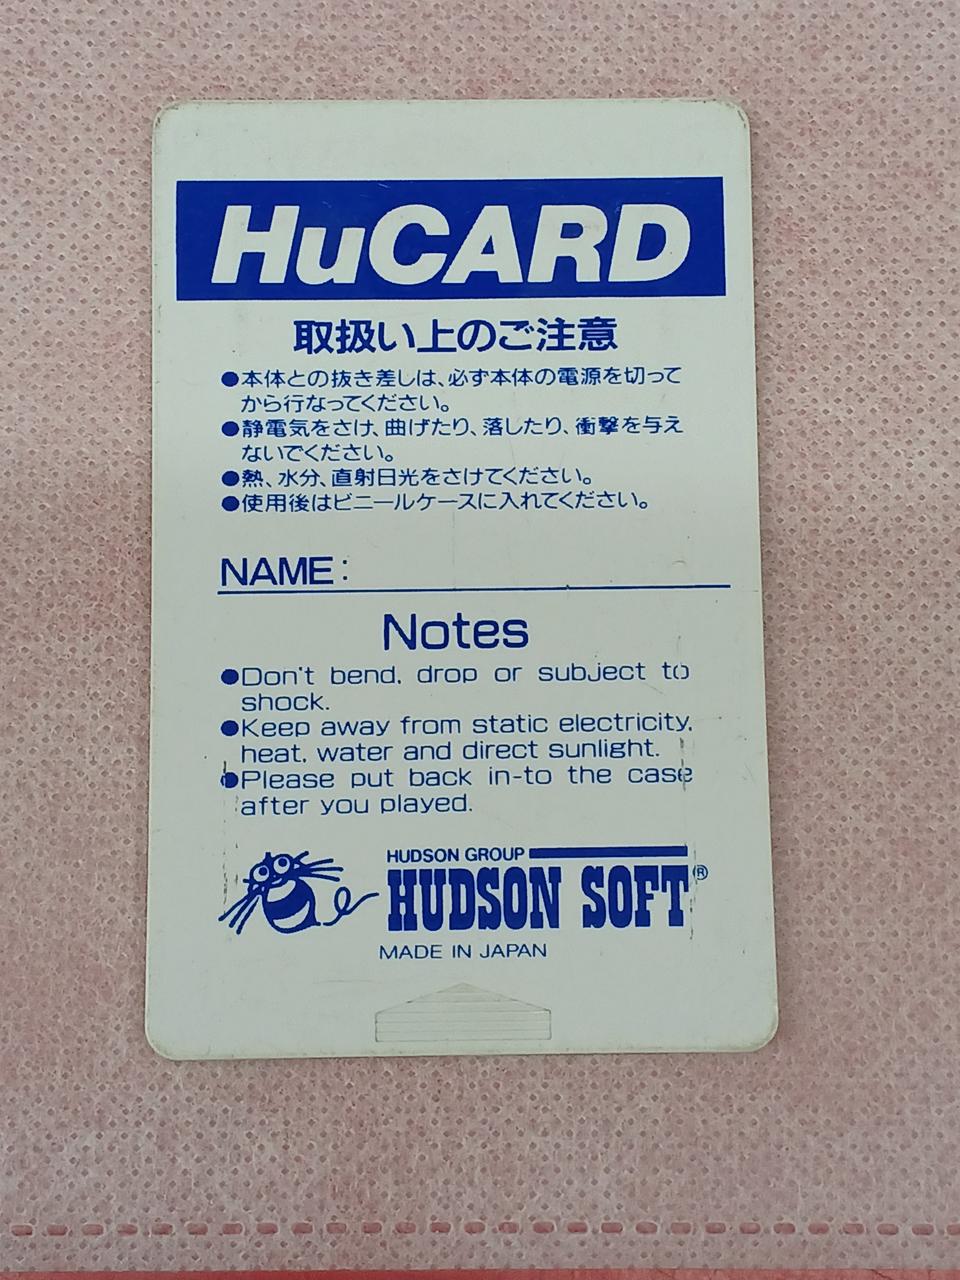 HuCARD
取扱い上のご注意
●本体との抜き差しは、必ず本体の電源を切って
から行なってください。
●静電気をさけ、曲げたり、落したり、衝撃を与え
ないでください。
●熱、水分、直射日光をさけてください。
●使用後はビニールケースに入れてください。
NAME:
Notes
●Don't bend, drop or subject to
shock.
●Keep away from static electricity,
heat, water and direct sunlight.
●Please put back in-to the case
after you played.
HUDSON GROUP
HUDSON SOFT®
MADE IN JAPAN